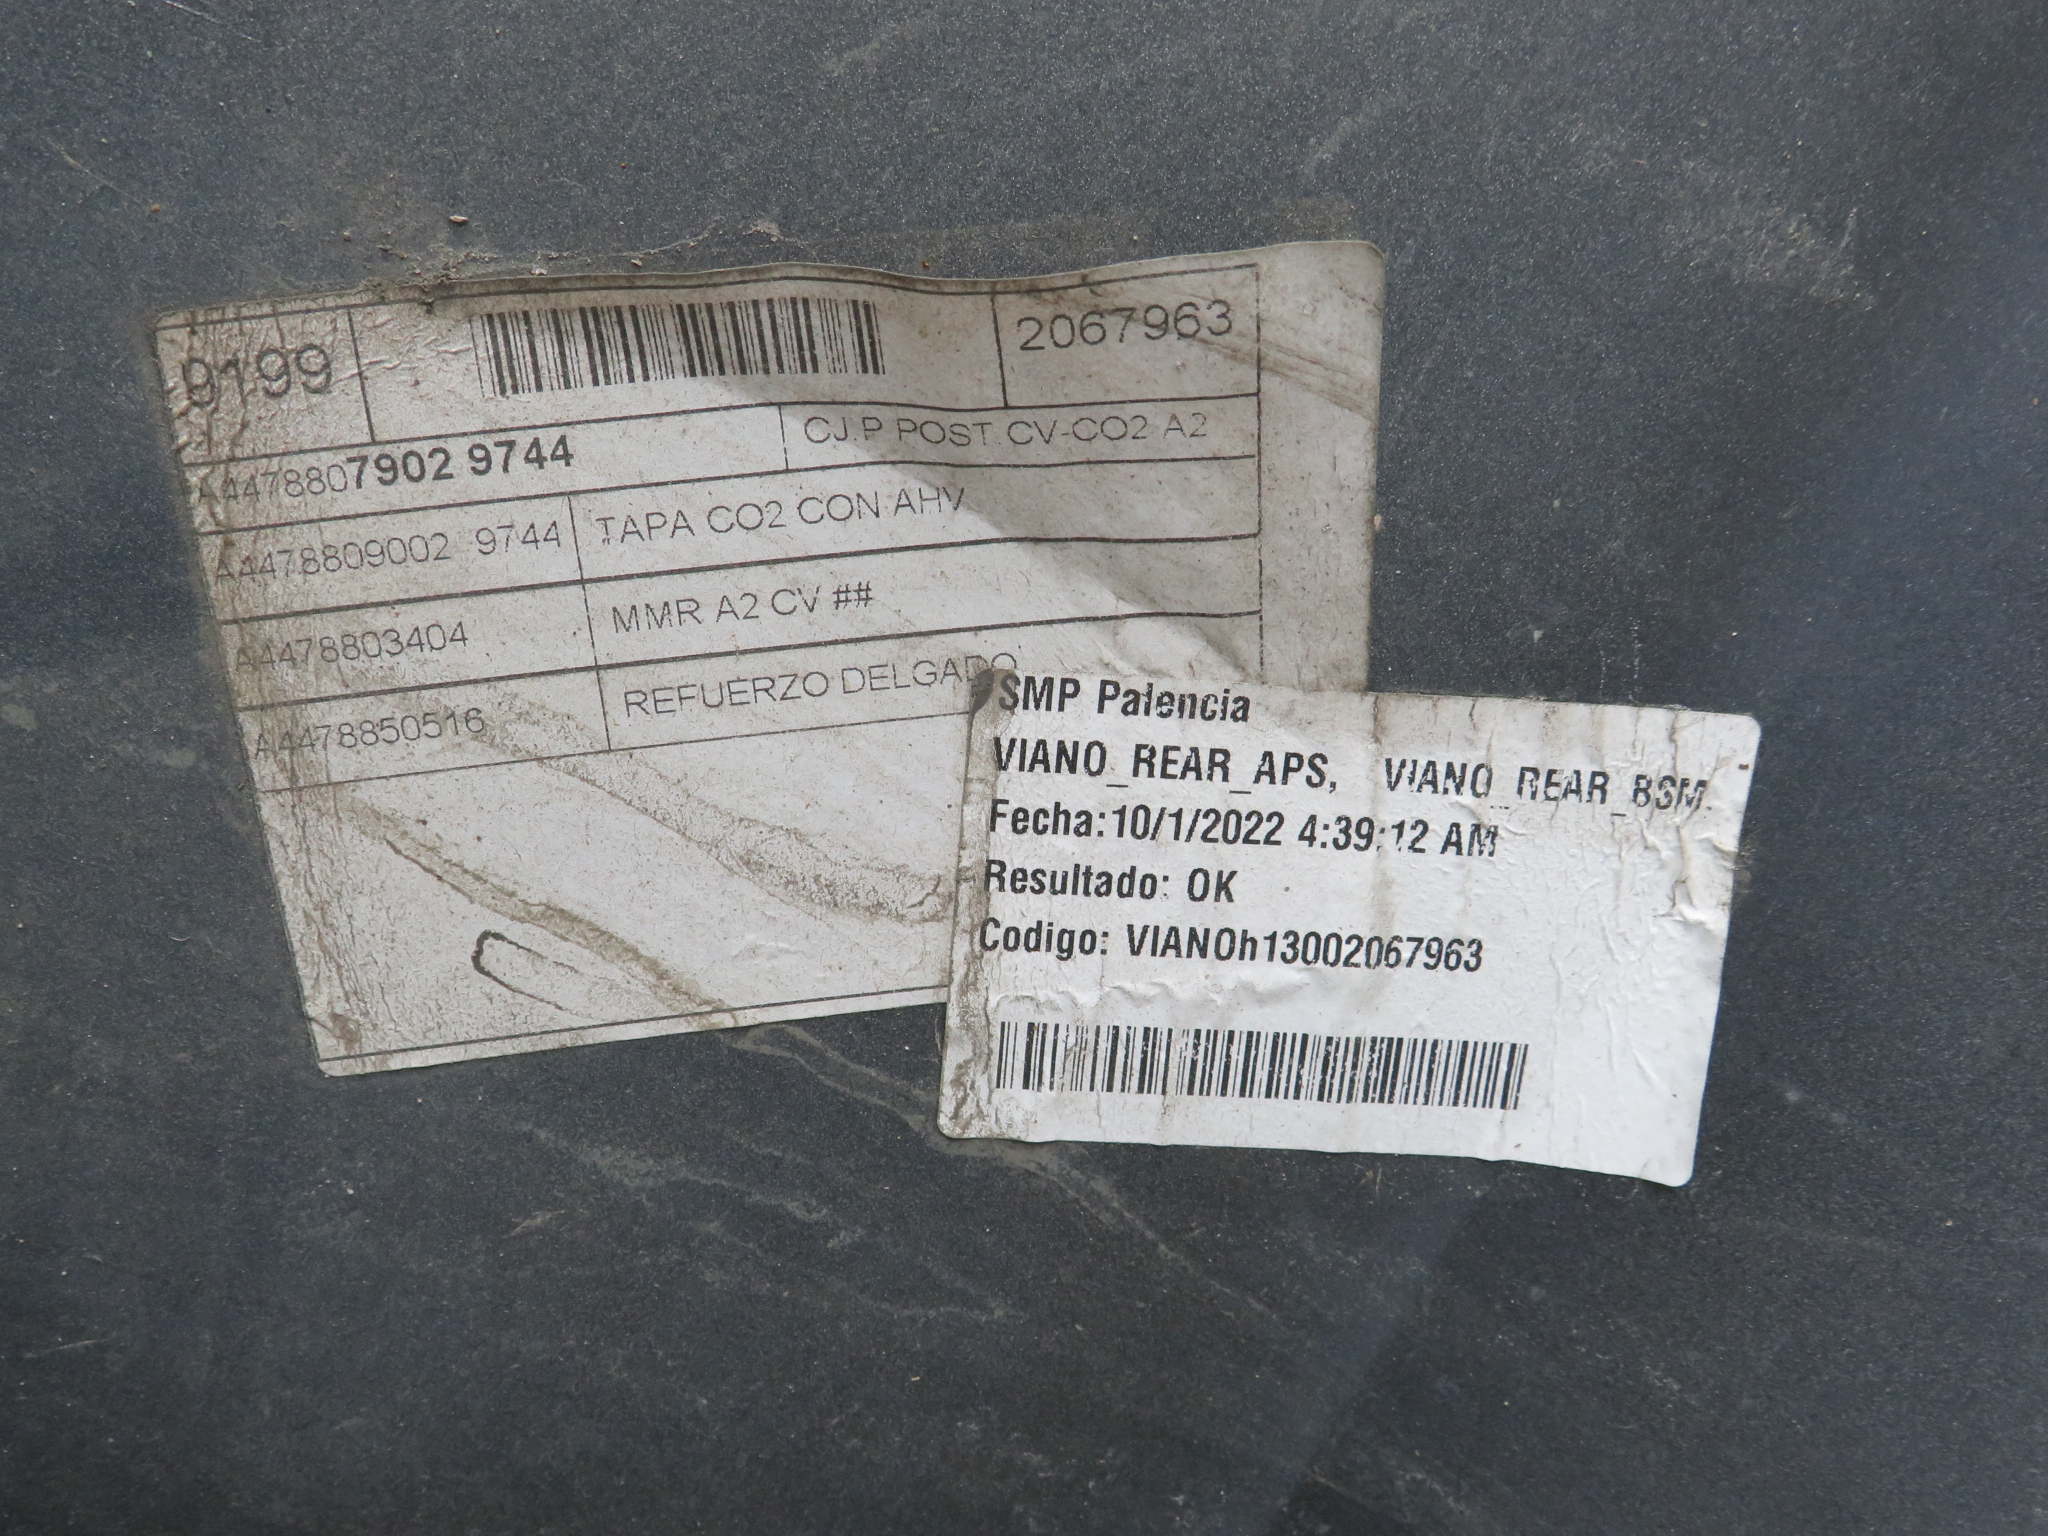 9199
2067963
A4478807902 9744
CJ.P POST.CV-CO2 A2
A4478809002 9744
TAPA CO2 CON AHV
A4478803404
MMR A2 CV ##
A4478850516
REFUERZO DELGADO
SMP Palencia
VIANO_REAR_APS, VIANO_REAR_BSM
Fecha:10/1/2022 4:39:12 AM
Resultado: OK
Codigo: VIANOh13002067963